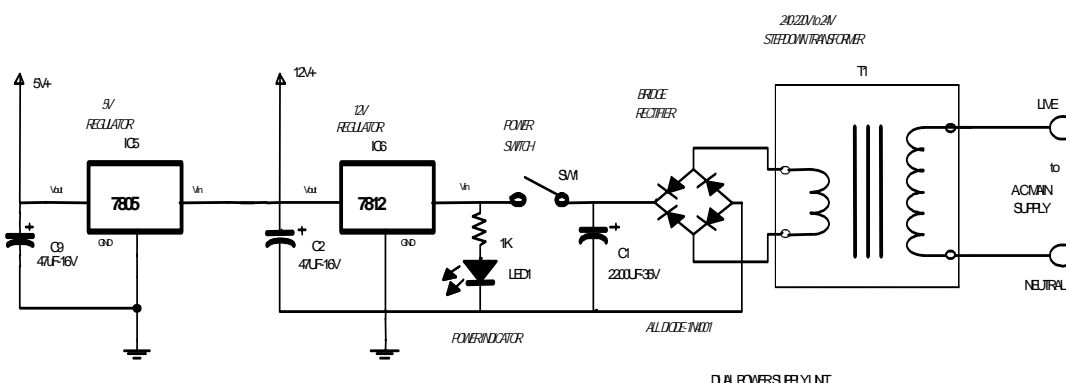 240-220V to 24V
STEPDOWN TRANSFORMER
T1
5V+
12V+
5V
REGULATOR
IC5
12V
REGULATOR
IC6
POWER
SWITCH
SW1
BRIDGE
RECTIFIER
LIVE
to
AC MAIN
SUPPLY
NEUTRAL
Vout
7805
Vin
GND
Vout
7812
Vin
GND
+
C9
47UF-16V
+
C2
47UF-16V
1K
LED1
+
C1
2200UF-35V
POWER INDICATOR
ALL DIODE-1N4001
DUAL POWER SUPPLY UNIT